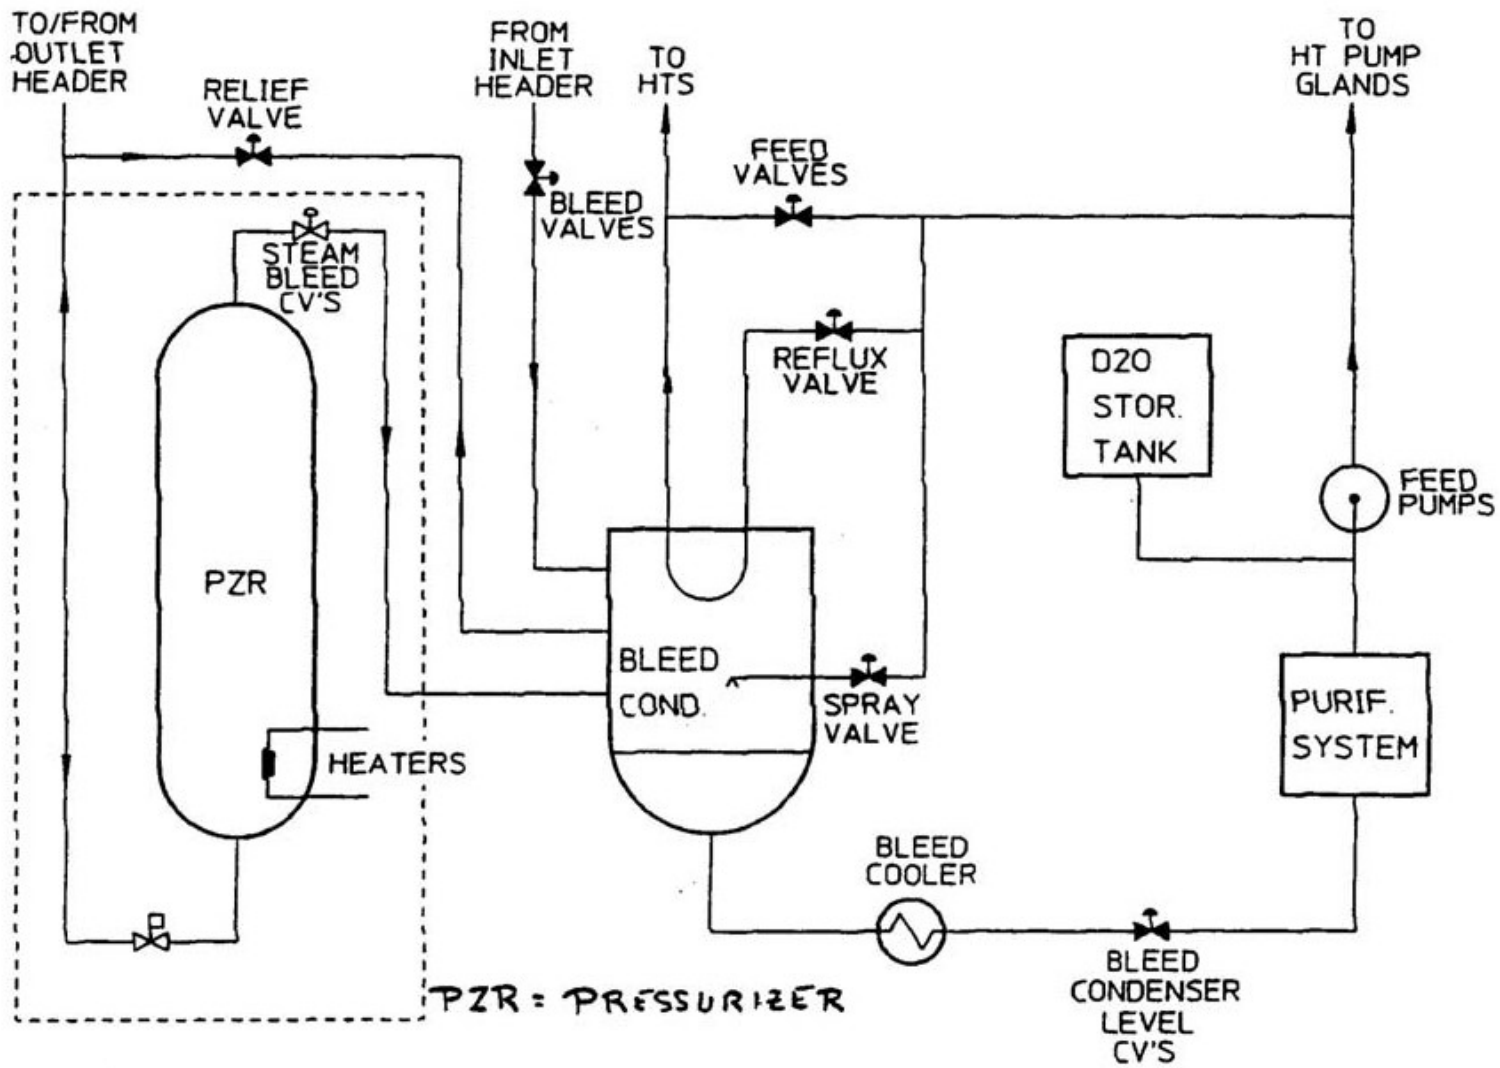 TO/FROM
OUTLET
HEADER
RELIEF
VALVE
FROM
INLET
HEADER
TO
HTS
TO
HT PUMP
GLANDS
FEED
VALVES
BLEED
VALVES
STEAM
BLEED
CV'S
REFLUX
VALVE
D2O
STOR.
TANK
FEED
PUMPS
PZR
BLEED
COND.
SPRAY
VALVE
PURIF.
SYSTEM
HEATERS
BLEED
COOLER
BLEED
CONDENSER
LEVEL
CV'S
PZR = PRESSURIZER